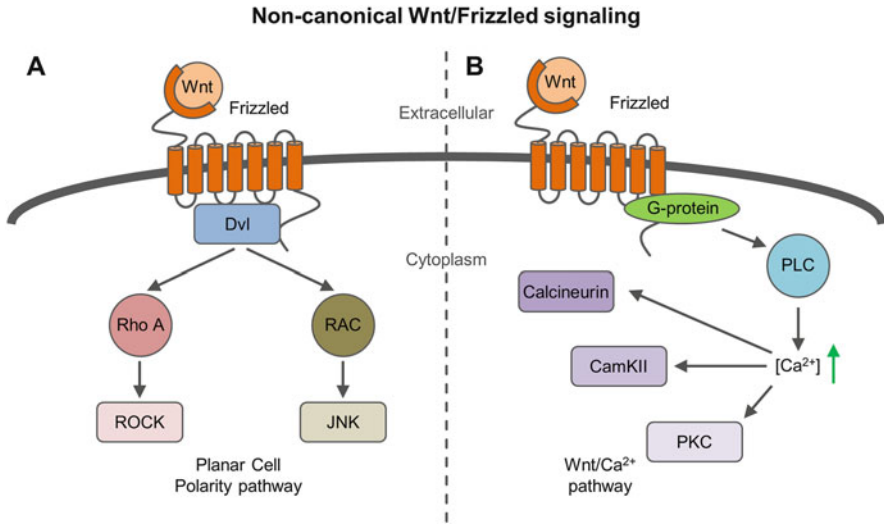 Non-canonical Wnt/Frizzled signaling
A
Wnt
Frizzled
Dvl
Rho A
RAC
ROCK
JNK
Planar Cell
Polarity pathway
Extracellular
Cytoplasm
B
Wnt
Frizzled
G-protein
PLC
Calcineurin
[Ca²⁺]
CamKII
PKC
Wnt/Ca²⁺
pathway